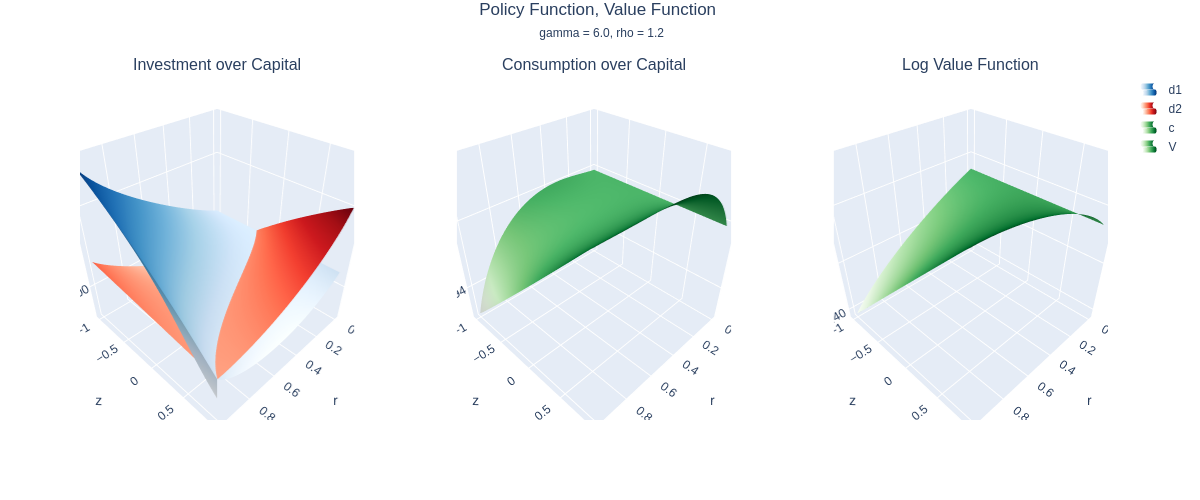 Policy Function, Value Function
gamma = 6.0, rho = 1.2
Investment over Capital
Consumption over Capital
Log Value Function
d1
d2
c
V
−1
−0.5
0
0.5
z
0
0.2
0.4
0.6
0.8
r
−1
−0.5
0
0.5
z
0
0.2
0.4
0.6
0.8
r
40
−1
−0.5
0
0.5
z
0
0.2
0.4
0.6
0.8
r